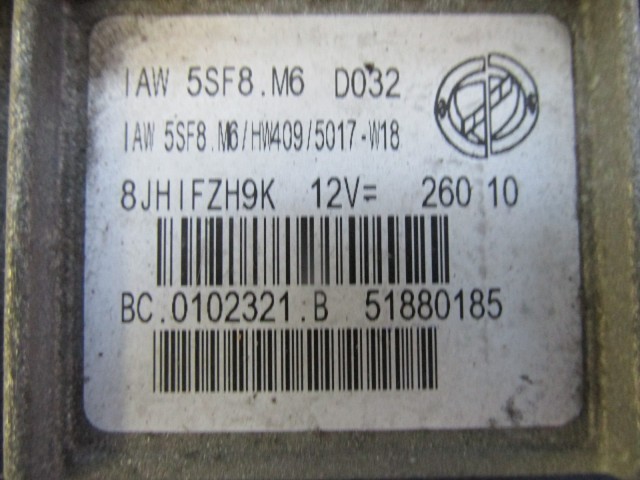 IAW 5SF8.M6 D032
IAW 5SF8.M6/HW409/5017-W18
8JHIFZH9K 12V= 260 10
BC.0102321.B 51880185